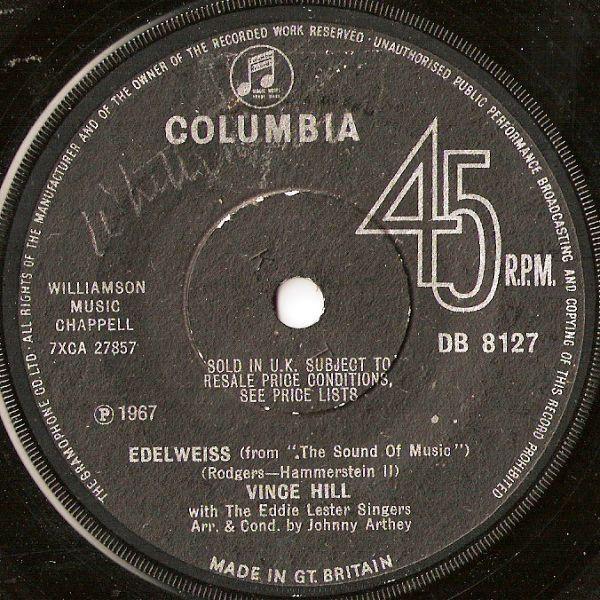 THE GRAMOPHONE CO. LTD · ALL RIGHTS OF THE MANUFACTURER AND OF THE OWNER OF THE RECORDED WORK RESERVED · UNAUTHORISED PUBLIC PERFORMANCE BROADCASTING AND COPYING OF THIS RECORD PROHIBITED
COLUMBIA
45
R.P.M.
WILLIAMSON
MUSIC
CHAPPELL
7XCA 27857
DB 8127
SOLD IN U.K. SUBJECT TO
RESALE PRICE CONDITIONS,
SEE PRICE LISTS
℗ 1967
EDELWEISS (from "The Sound Of Music")
(Rodgers—Hammerstein II)
VINCE HILL
with The Eddie Lester Singers
Arr. & Cond. by Johnny Arthey
MADE IN GT. BRITAIN